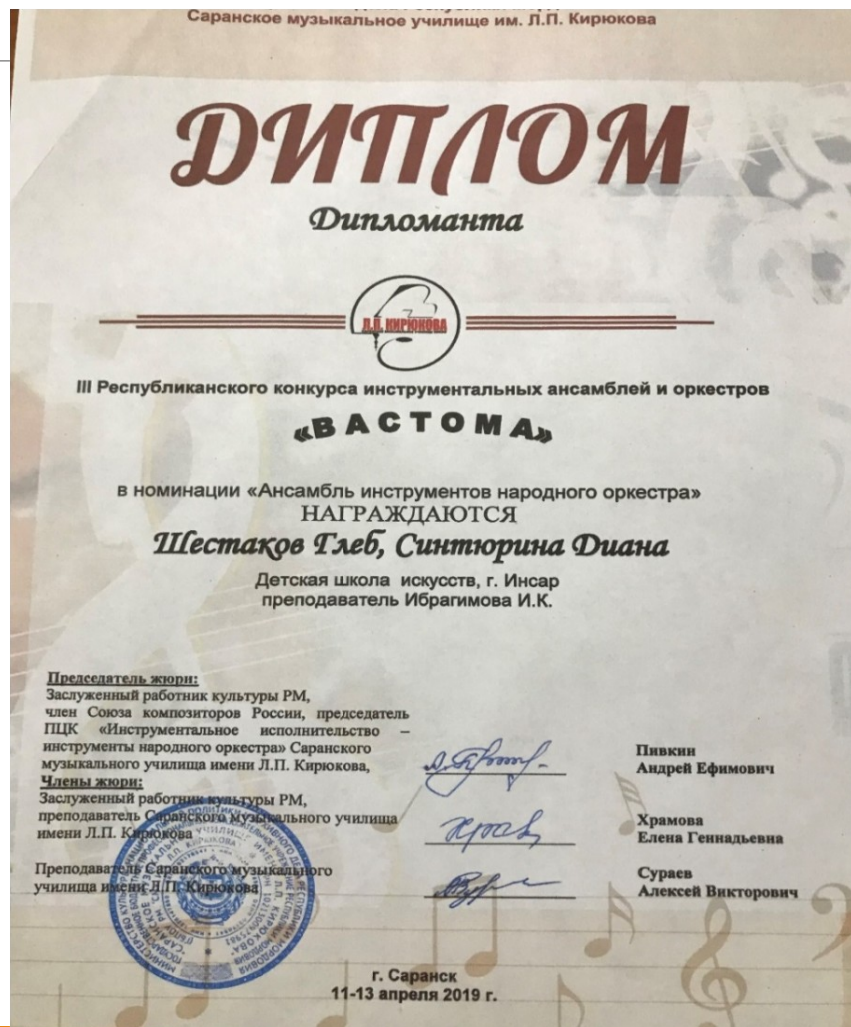 Саранское музыкальное училище им. Л.П. Кирюкова
ДИПЛОМ
Дипломанта
Л.П. КИРЮКОВА
III Республиканского конкурса инструментальных ансамблей и оркестров
«ВАСТОМА»
в номинации «Ансамбль инструментов народного оркестра»
НАГРАЖДАЮТСЯ
Шестаков Глеб, Синтюрина Диана
Детская школа искусств, г. Инсар
преподаватель Ибрагимова И.К.
Председатель жюри:
Заслуженный работник культуры РМ,
член Союза композиторов России, председатель
ПЦК «Инструментальное исполнительство –
инструменты народного оркестра» Саранского
музыкального училища имени Л.П. Кирюкова,
Пивкин
Андрей Ефимович
Члены жюри:
Заслуженный работник культуры РМ,
преподаватель Саранского музыкального училища
имени Л.П. Кирюкова
Храмова
Елена Геннадьевна
Преподаватель Саранского музыкального
училища имени Л.П. Кирюкова
Сураев
Алексей Викторович
г. Саранск
11-13 апреля 2019 г.